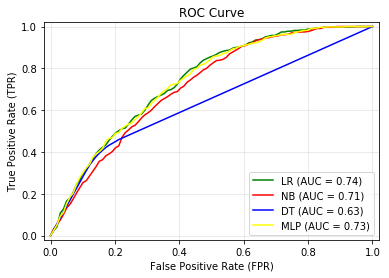 ROC Curve
True Positive Rate (TPR)
1.0
0.8
0.6
0.4
0.2
0.0
LR (AUC = 0.74)
NB (AUC = 0.71)
DT (AUC = 0.63)
MLP (AUC = 0.73)
0.0 0.2 0.4 0.6 0.8 1.0
False Positive Rate (FPR)